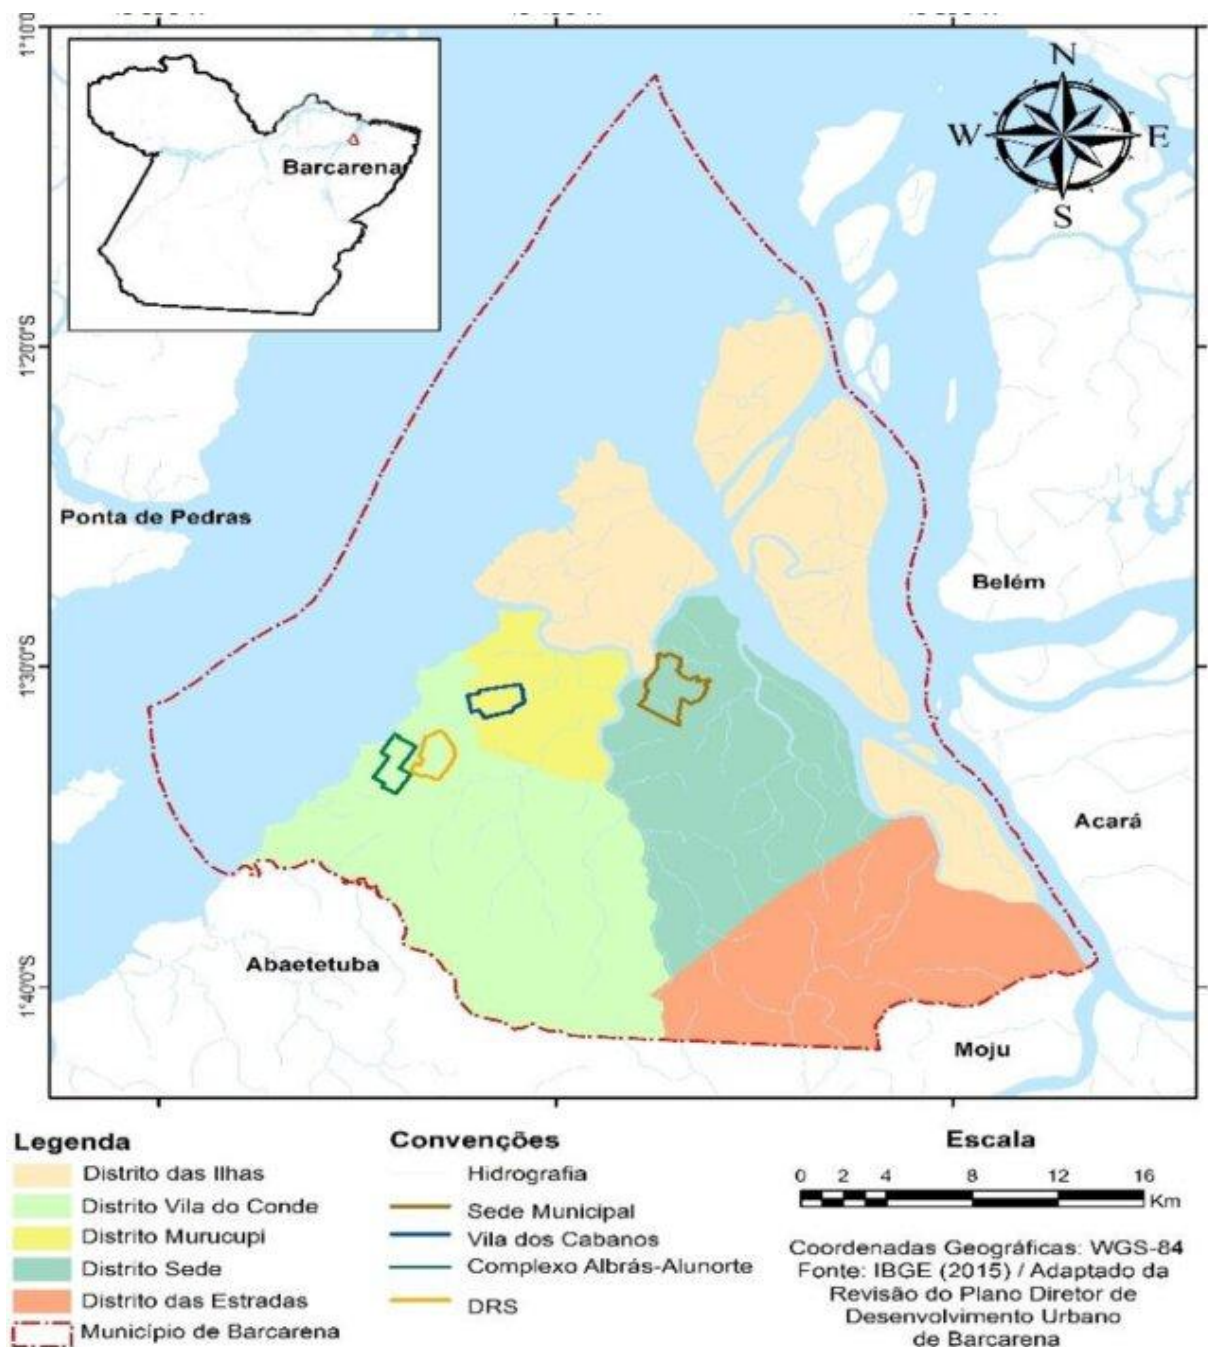 1°10'0
N
W
E
S
Barcarena
1°20'0"S
Ponta de Pedras
Belém
1°30'0"S
Acará
Abaetetuba
1°40'0"S
Moju
Legenda
Distrito das Ilhas
Distrito Vila do Conde
Distrito Murucupi
Distrito Sede
Distrito das Estradas
Município de Barcarena
Convenções
Hidrografia
Sede Municipal
Vila dos Cabanos
Complexo Albrás-Alunorte
DRS
Escala
0 2 4 8 12 16
Km
Coordenadas Geográficas: WGS-84
Fonte: IBGE (2015) / Adaptado da
Revisão do Plano Diretor de
Desenvolvimento Urbano
de Barcarena